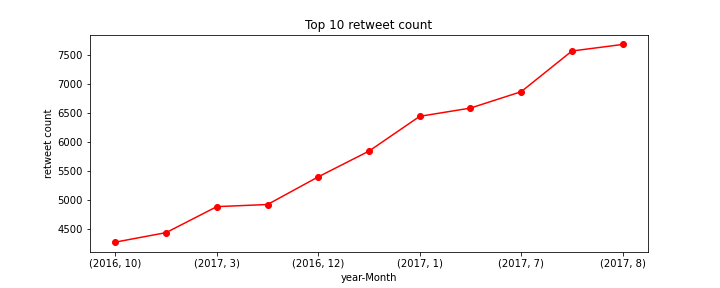 Top 10 retweet count
7500
7000
6500
6000
5500
5000
4500
retweet count
(2016, 10) (2017, 3) (2016, 12) (2017, 1) (2017, 7) (2017, 8)
year-Month